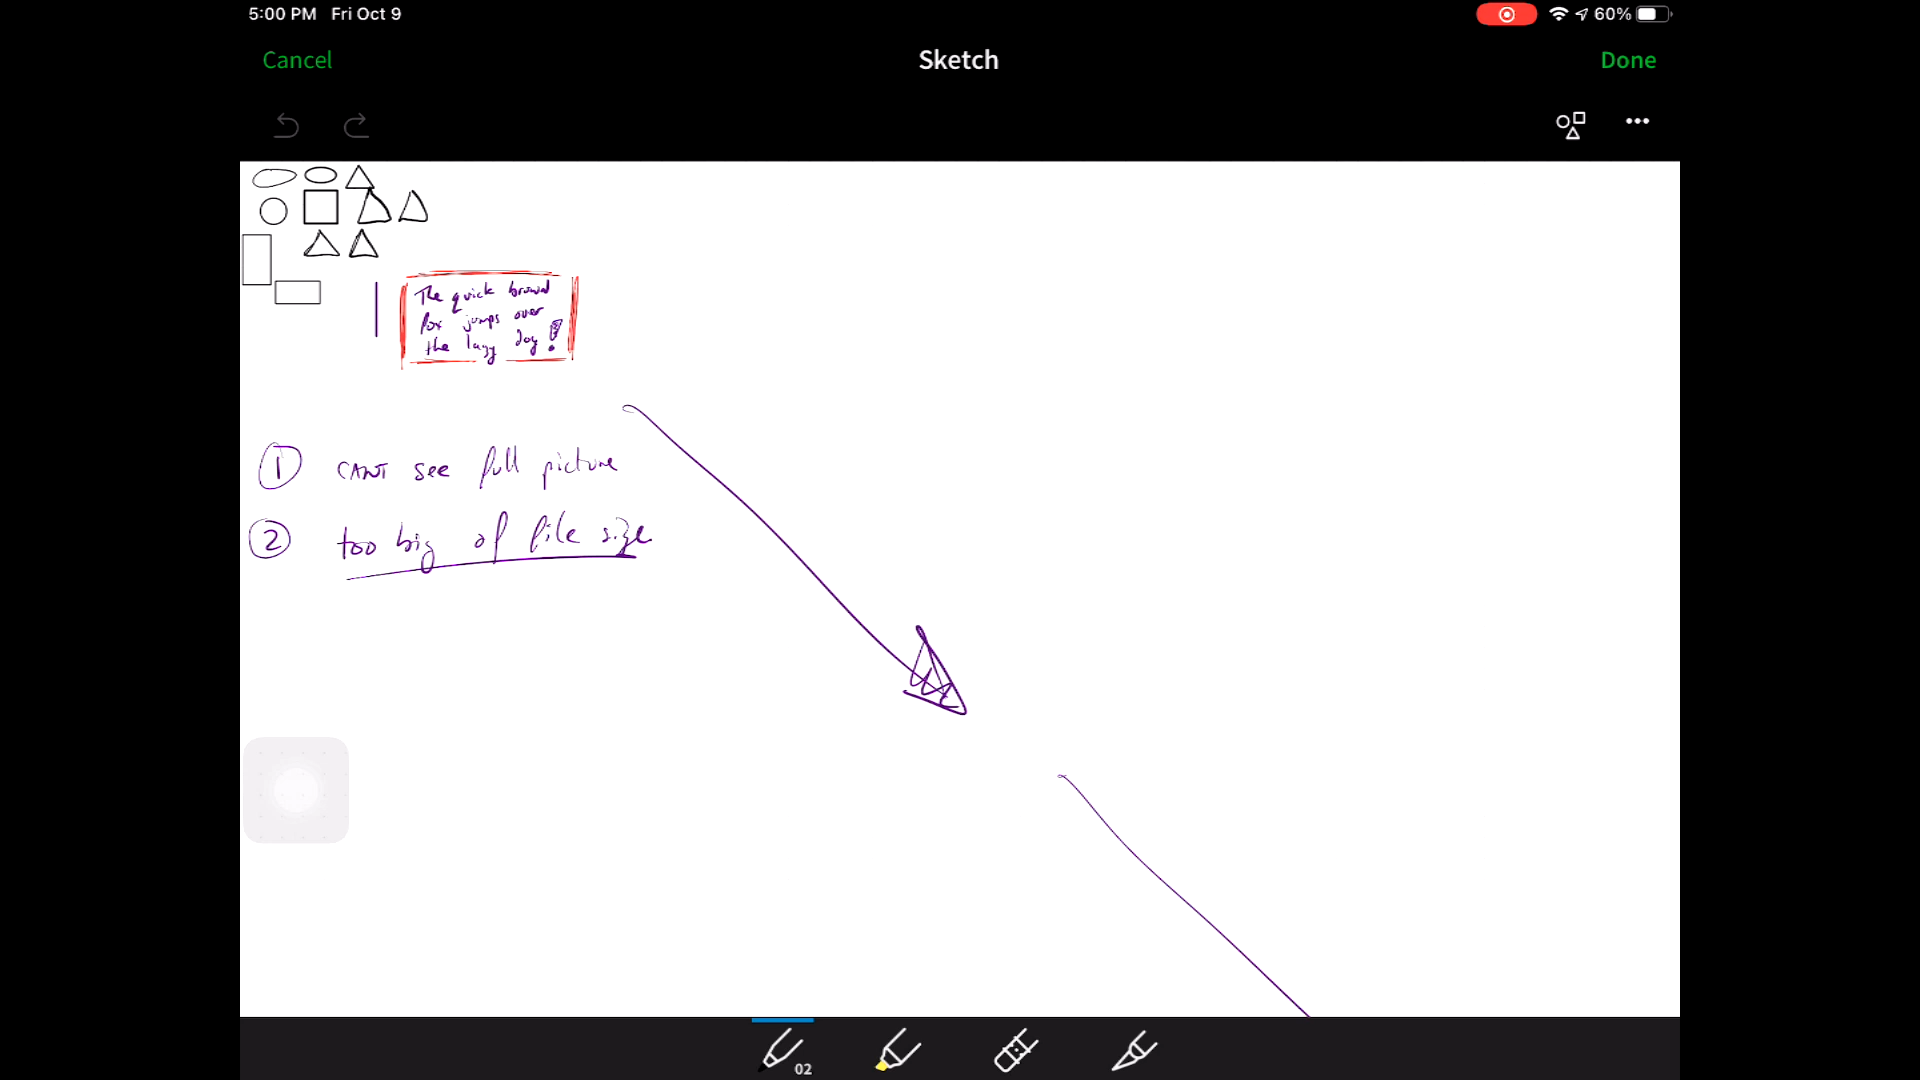 5:00 PM Fri Oct 9
60%
Cancel
Sketch
Done
The quick brown
fox jumps over
the lazy dog!
1 CANT see full picture
2 too big of file size
02